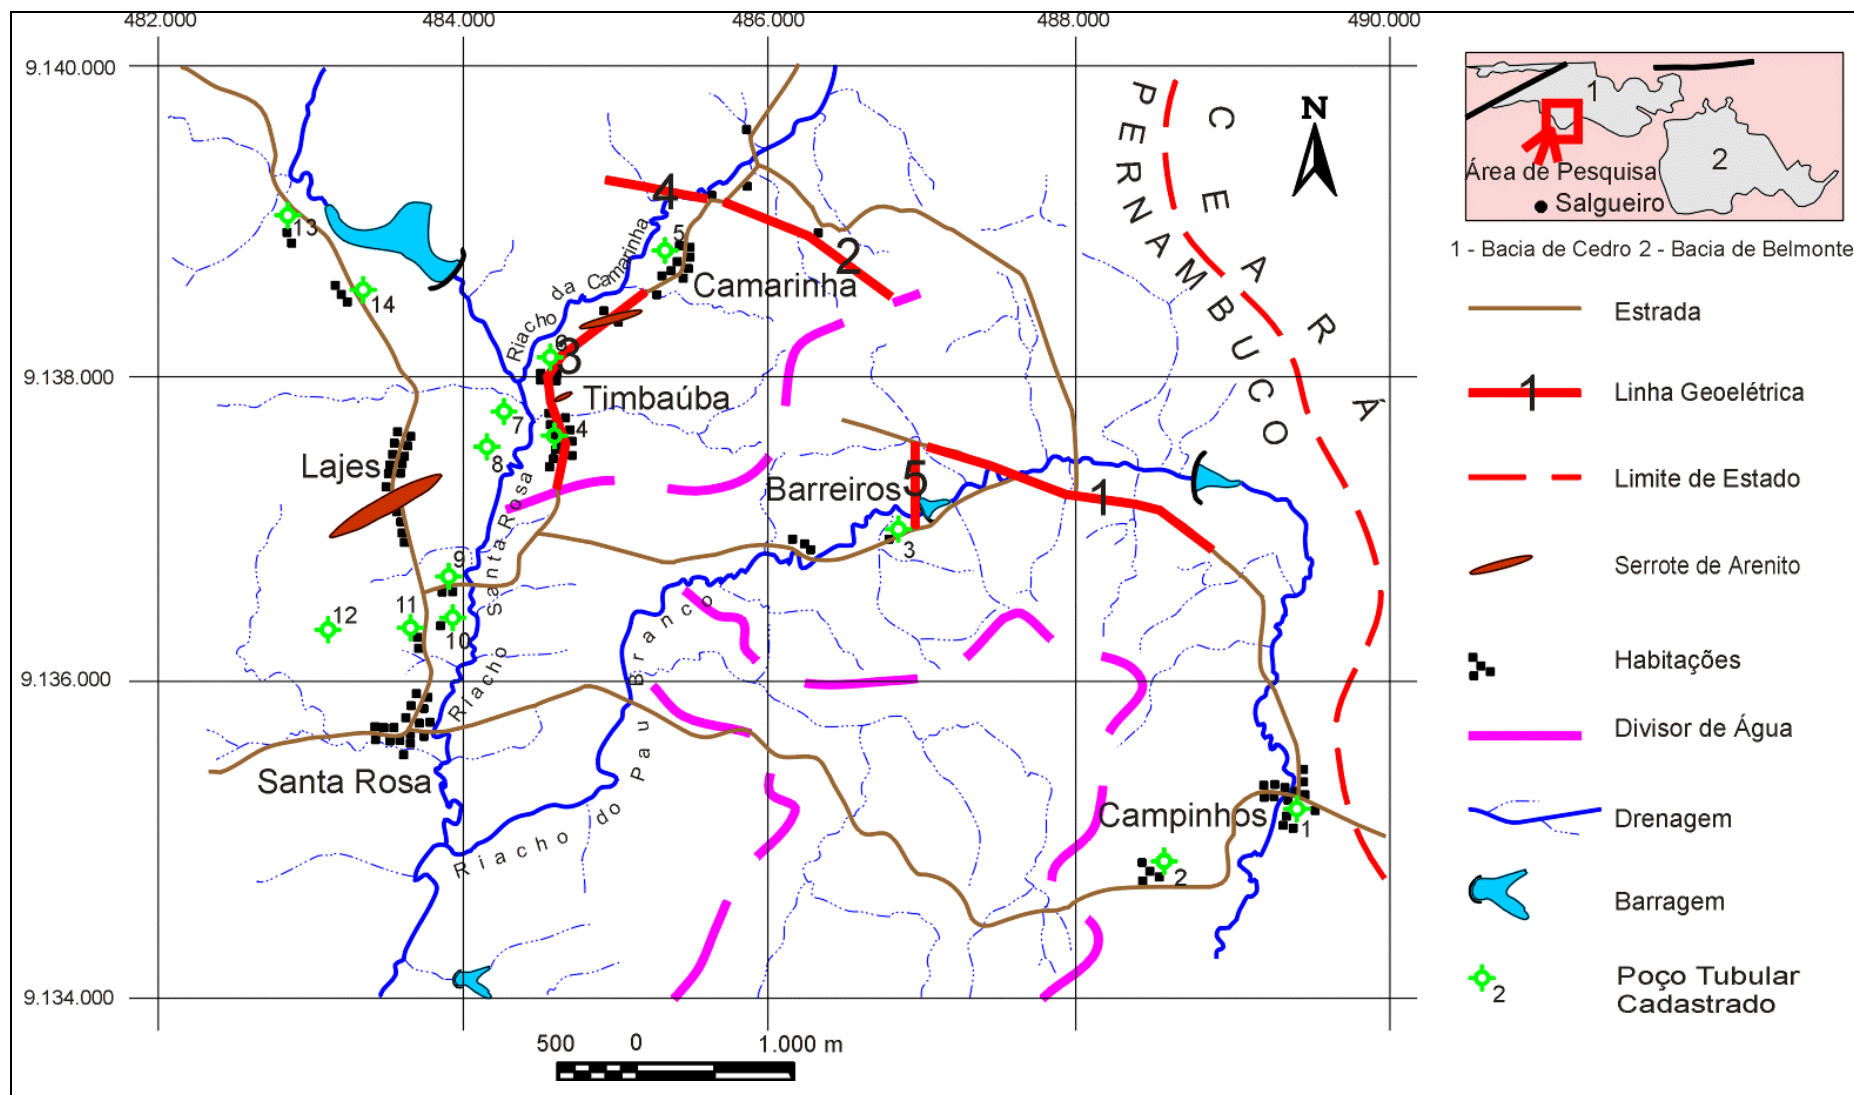 482.000
484.000
486.000
488.000
490.000
9.140.000
9.138.000
9.136.000
9.134.000
PERNAMBUCO
CEARÁ
N
1
2
Área de Pesquisa
Salgueiro
1 - Bacia de Cedro 2 - Bacia de Belmonte
13
14
4
5
2
Riacho da Camarinha
Camarinha
6
3
Timbaúba
7
4
8
Lajes
Riacho Santa Rosa
Barreiros
5
1
3
9
12
11
10
Santa Rosa
Riacho do Pau Branco
Campinhos
1
2
500 0 1.000 m
Estrada
1
Linha Geoelétrica
Limite de Estado
Serrote de Arenito
Habitações
Divisor de Água
Drenagem
Barragem
2
Poço Tubular
Cadastrado